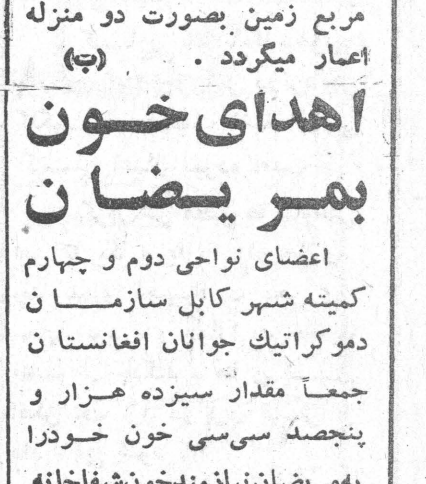 مربع زمین بصورت دو منزله
اعمار میگردد . (ب)
اهدای خون
بمریضان
اعضای نواحی دوم و چهارم
کمیته شهر کابل سازمان
دموکراتیک جوانان افغانستان
جمعاً مقدار سیزده هزار و
پنجصد سی‌سی خون خودرا